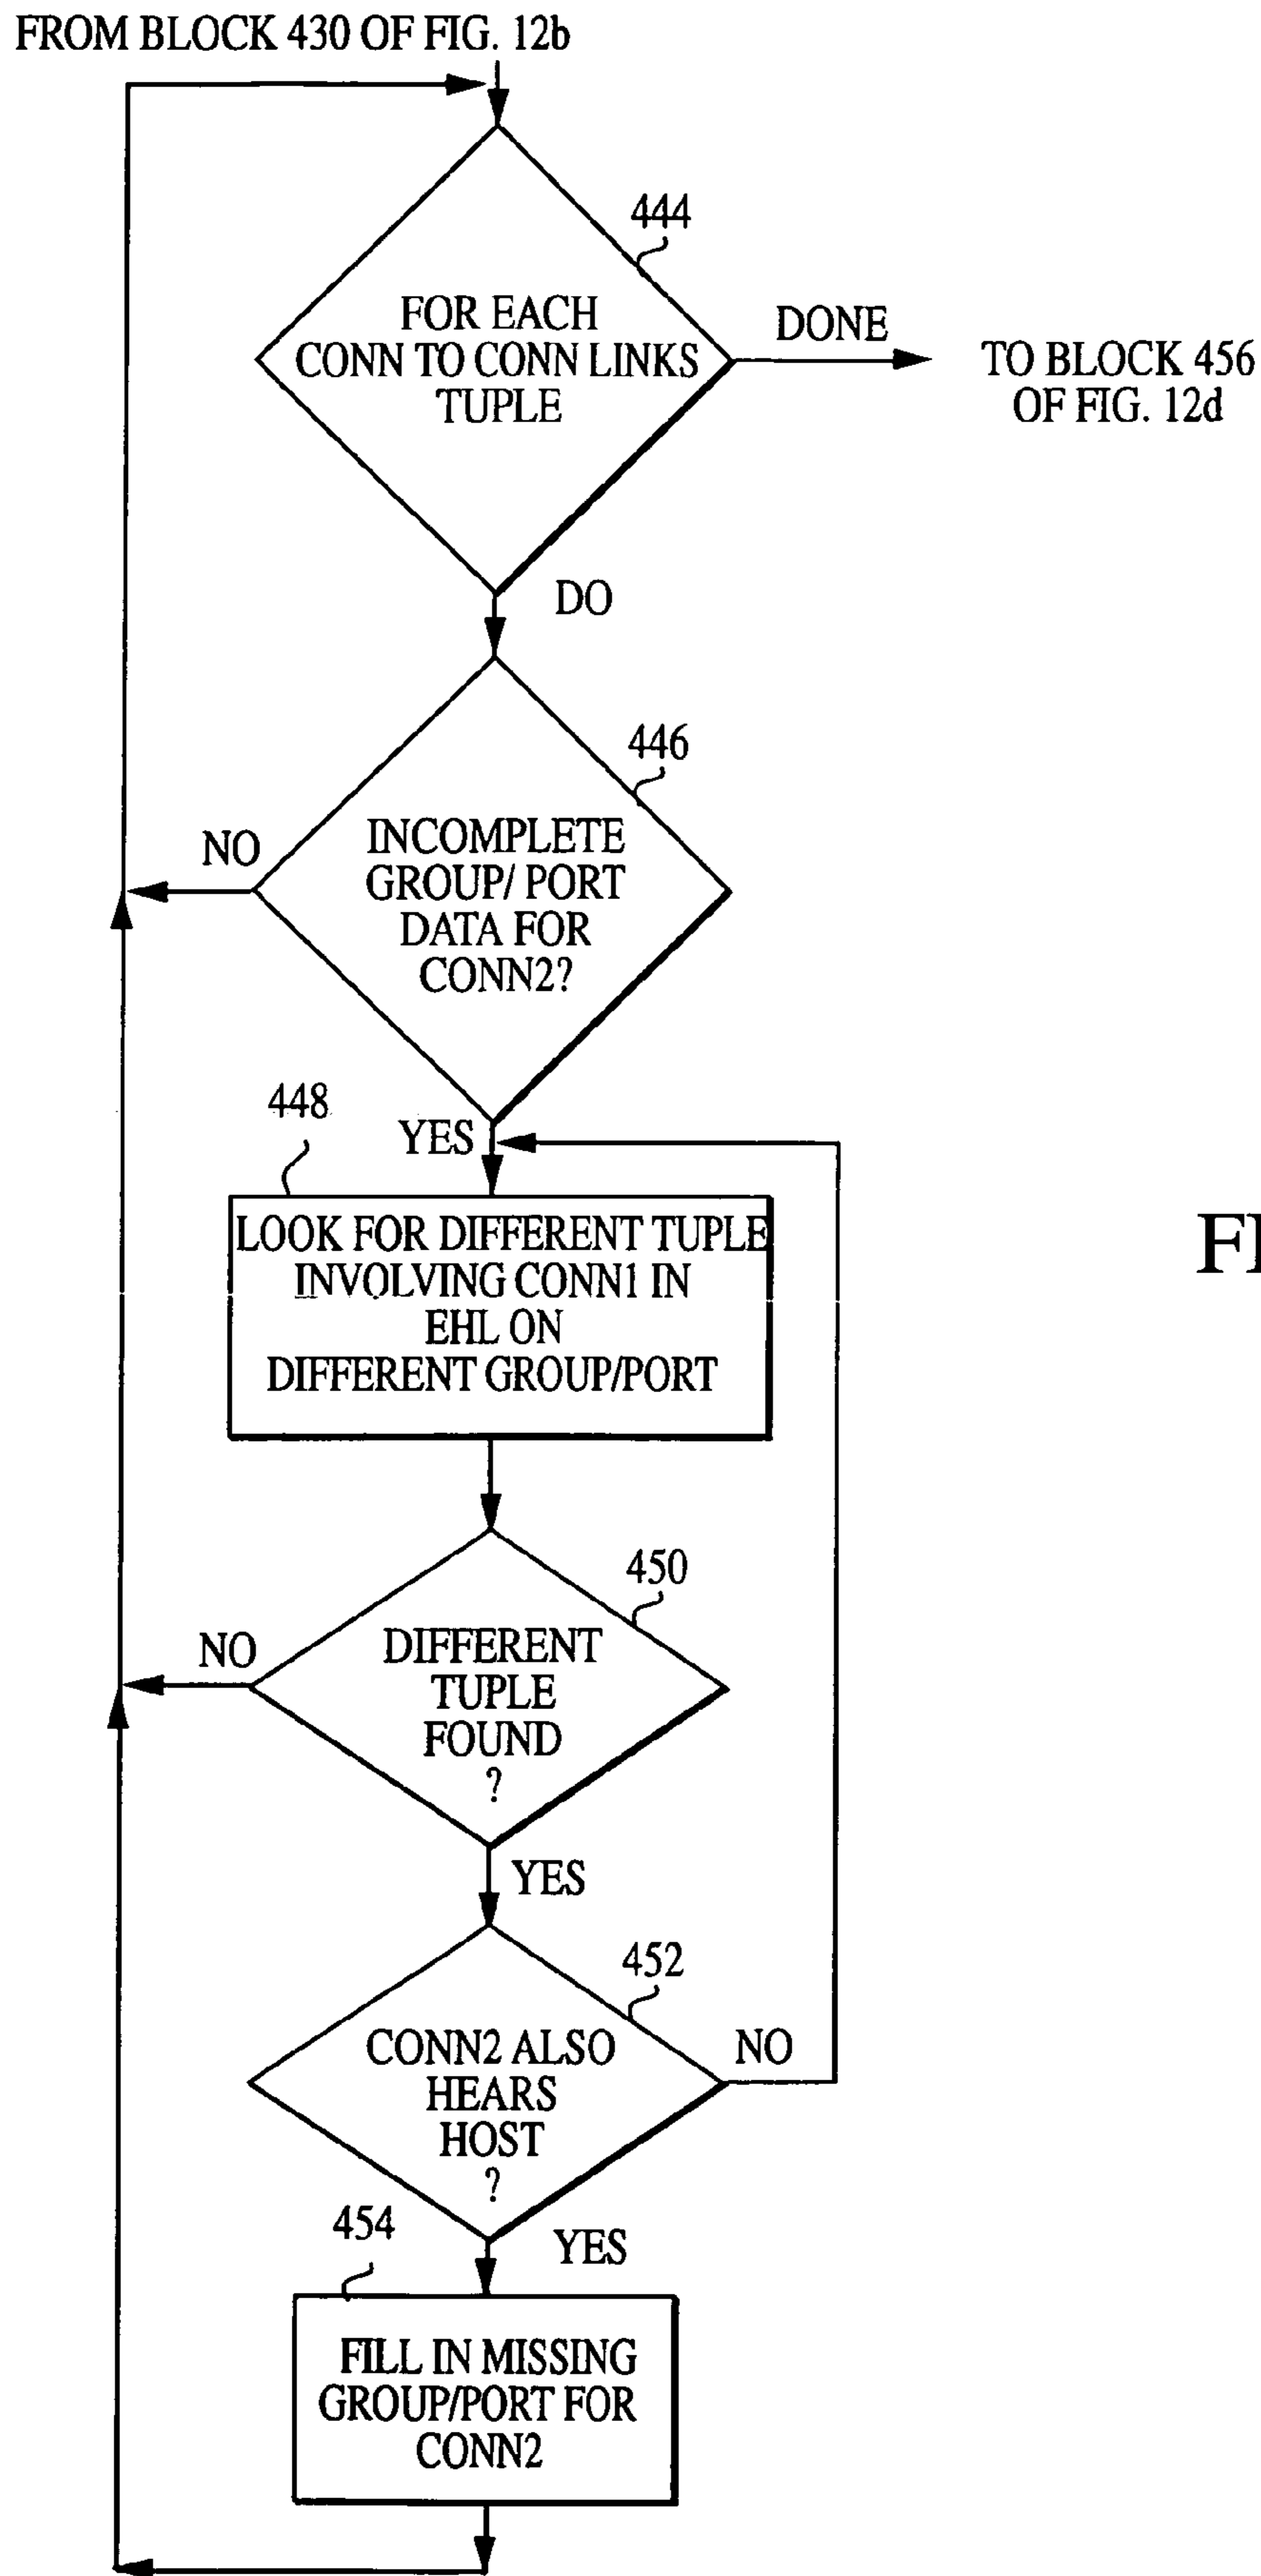 FROM BLOCK 430 OF FIG. 12b
444
FOR EACH
CONN TO CONN LINKS
TUPLE
DONE
TO BLOCK 456
OF FIG. 12d
DO
446
INCOMPLETE
GROUP/ PORT
DATA FOR
CONN2?
NO
448
YES
LOOK FOR DIFFERENT TUPLE
INVOLVING CONN1 IN
EHL ON
DIFFERENT GROUP/PORT
450
DIFFERENT
TUPLE
FOUND
?
NO
YES
452
CONN2 ALSO
HEARS
HOST
?
NO
454
YES
FILL IN MISSING
GROUP/PORT FOR
CONN2